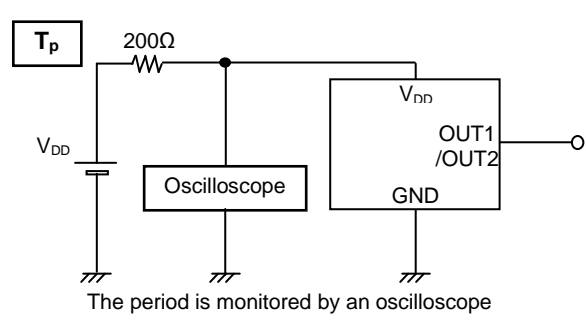 Tp
200Ω
VDD
VDD
OUT1
/OUT2
Oscilloscope
GND
The period is monitored by an oscilloscope